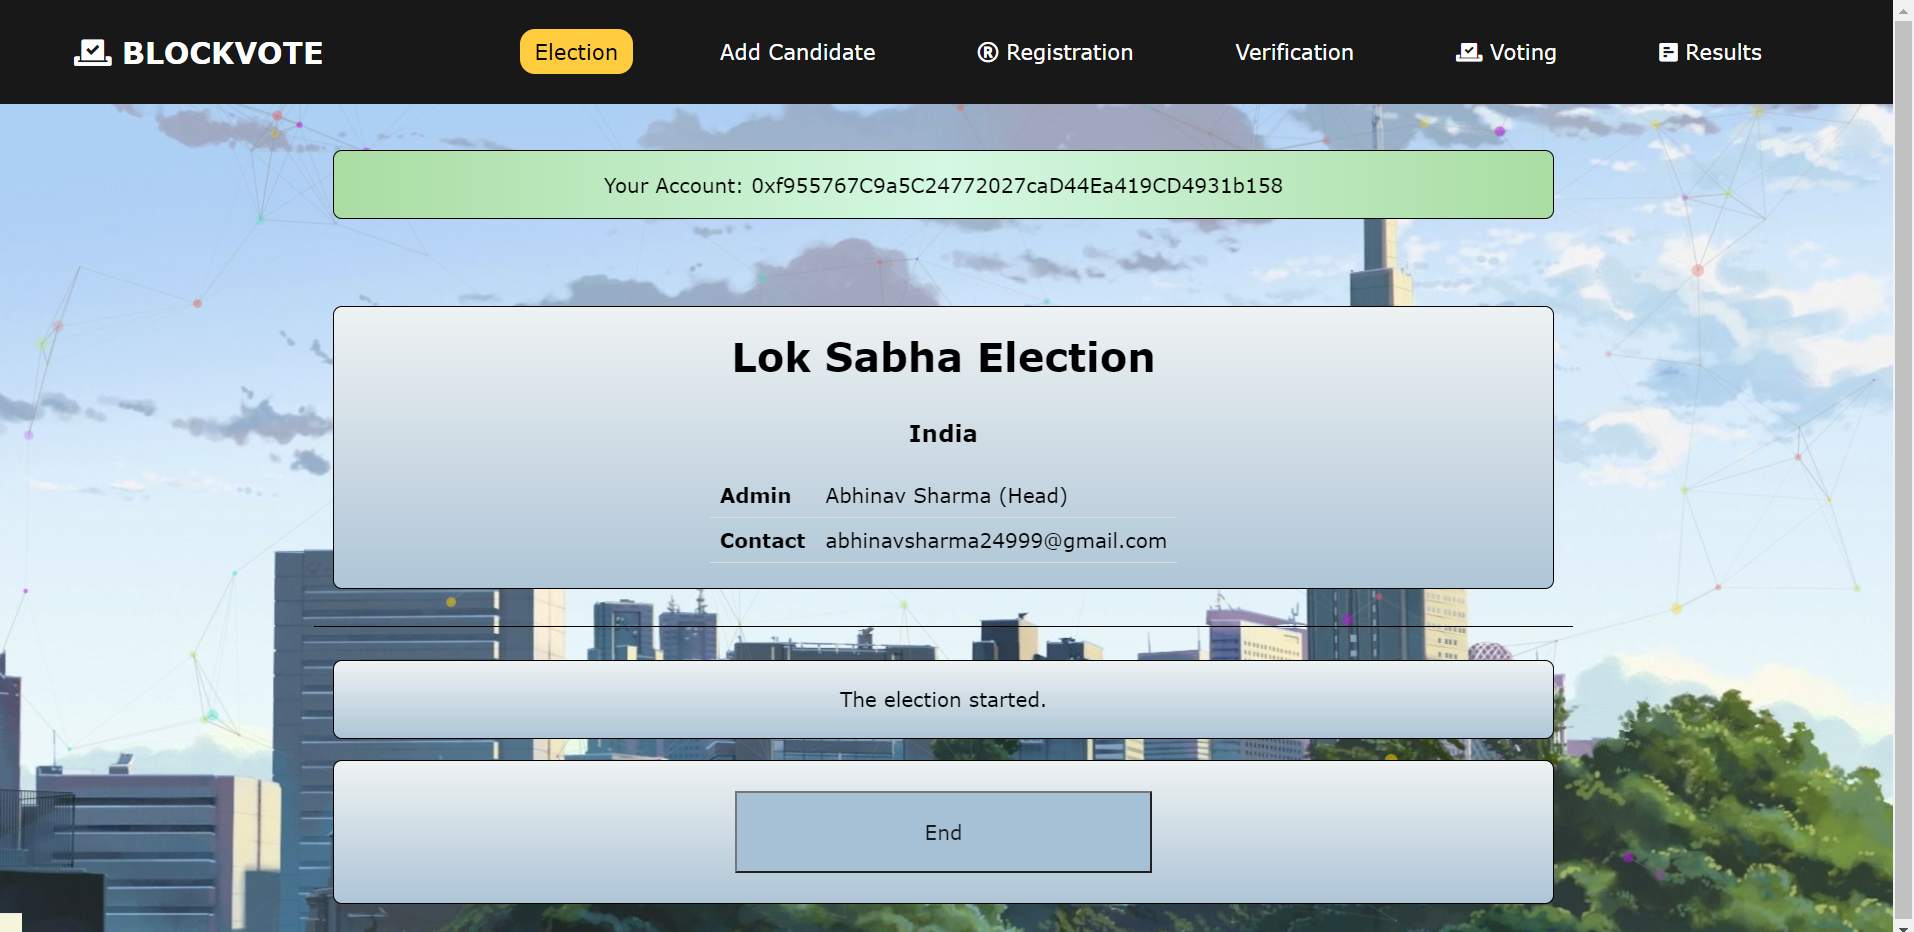 BLOCKVOTE
Election
Add Candidate
® Registration
Verification
Voting
Results
Your Account: 0xf955767C9a5C24772027caD44Ea419CD4931b158
Lok Sabha Election
India
Admin Abhinav Sharma (Head)
Contact abhinavsharma24999@gmail.com
The election started.
End